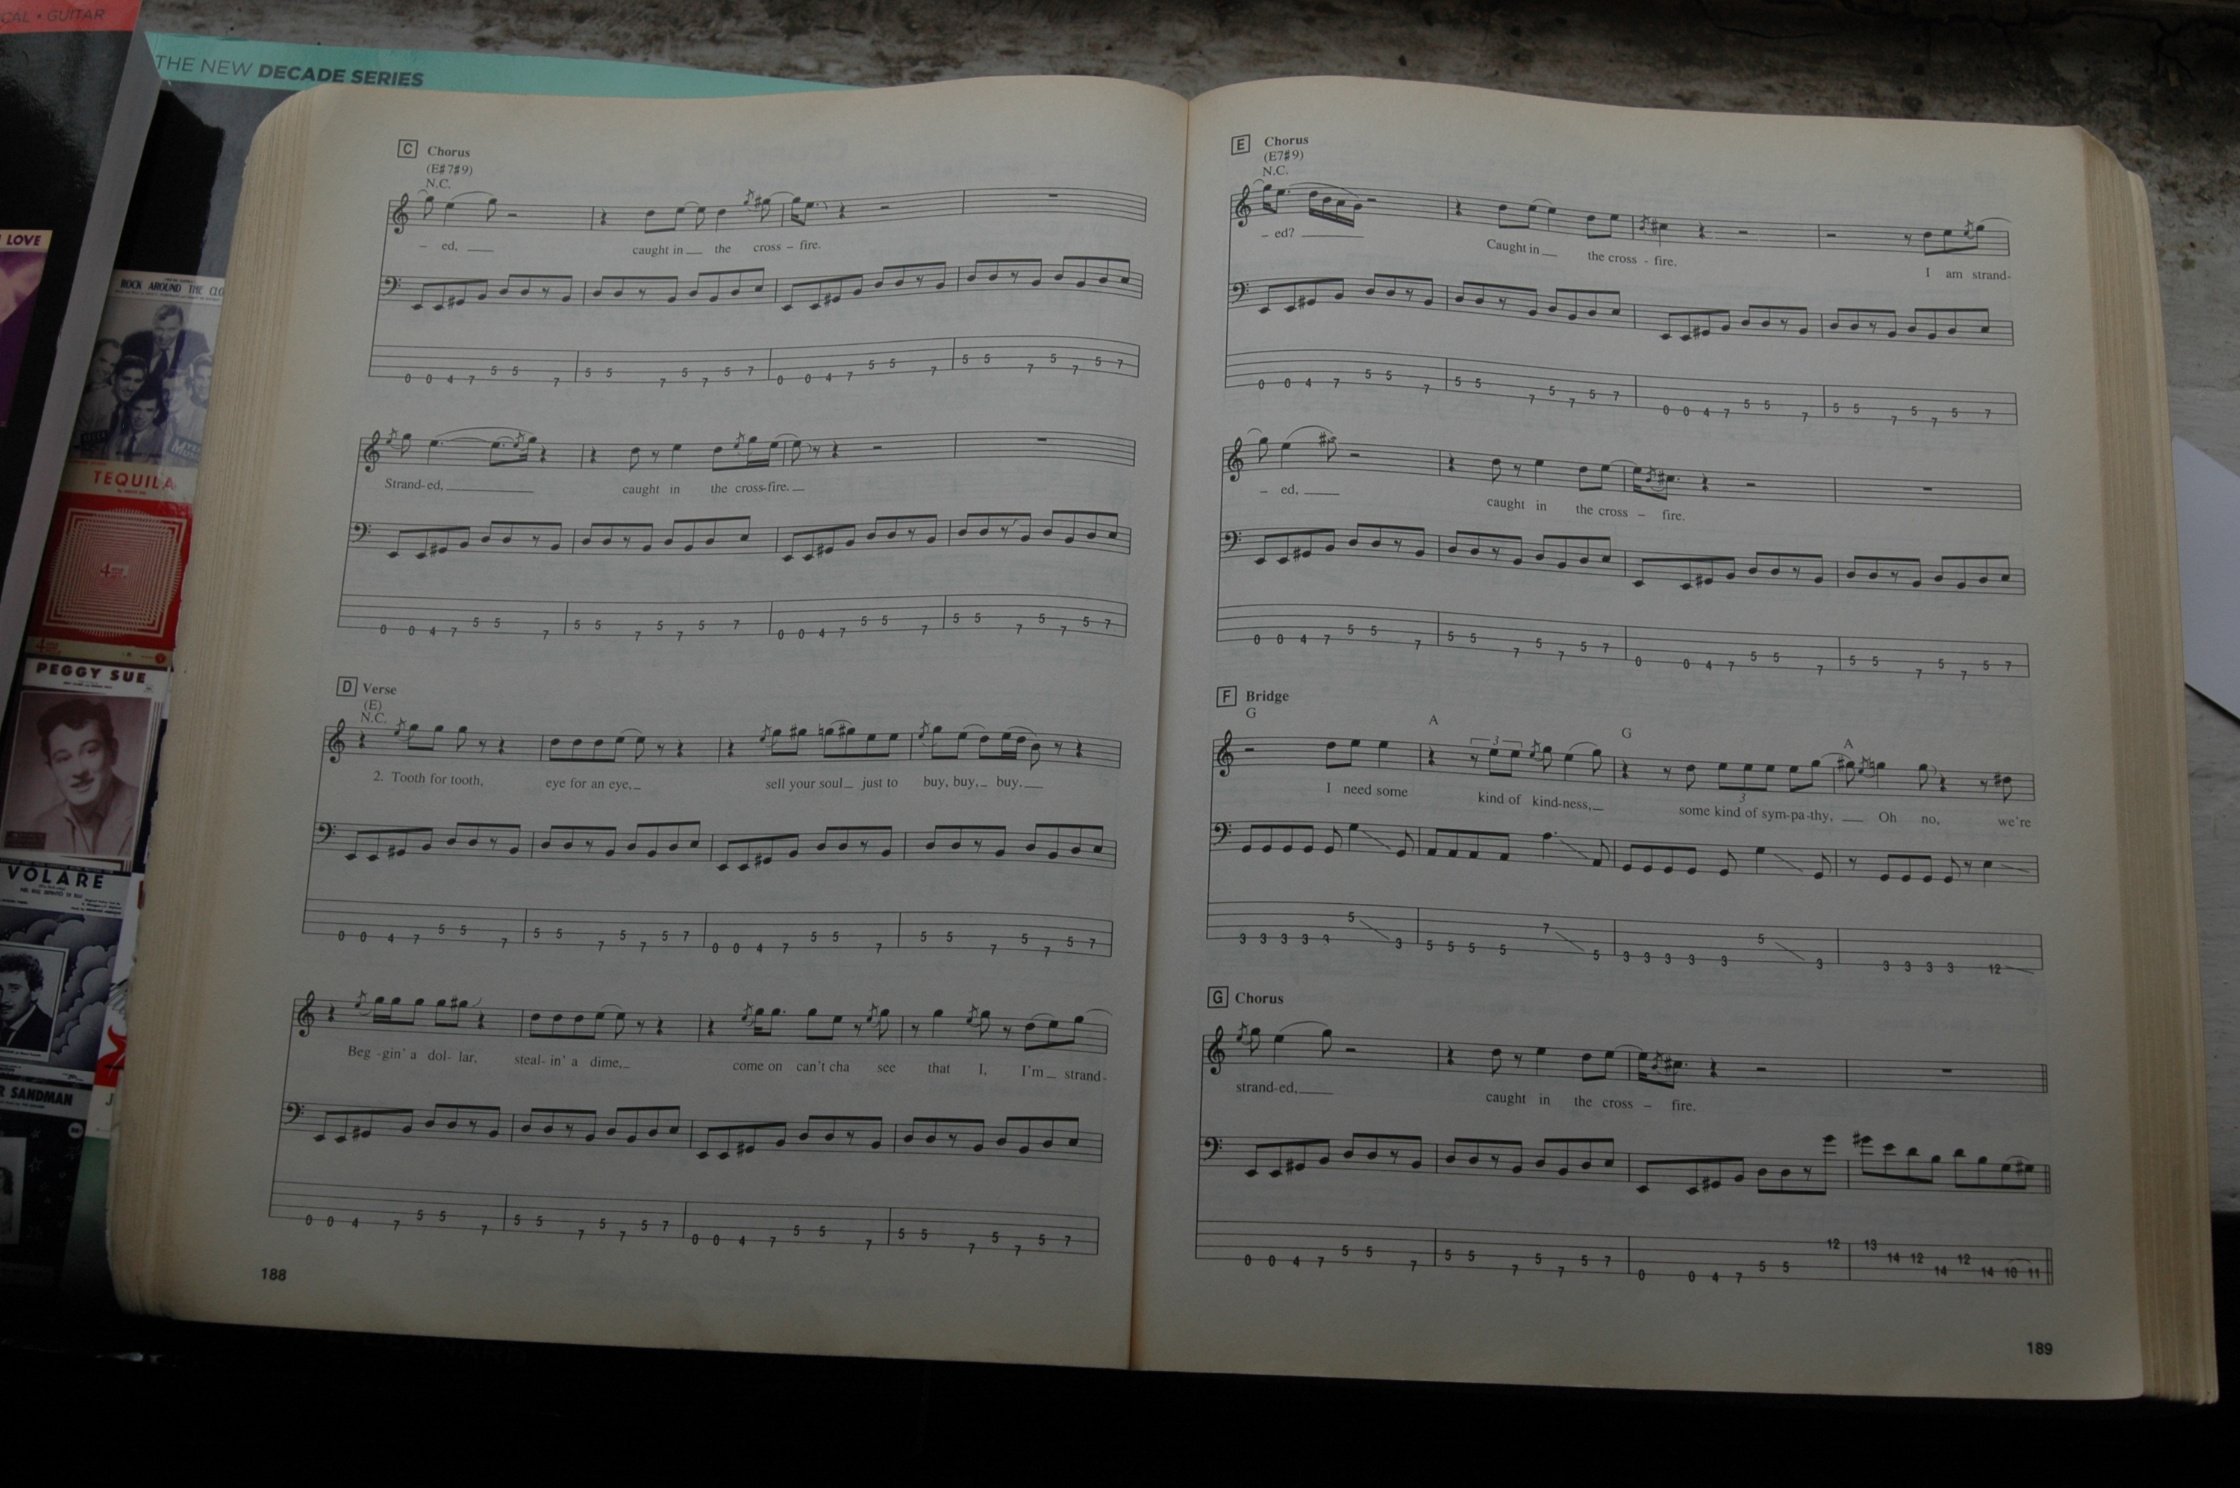 CAL • GUITAR
THE NEW DECADE SERIES
LOVE
ROCK AROUND THE CLO
TEQUILA
PEGGY SUE
VOLARE
R SANDMAN
C Chorus
(E#7#9)
N.C.
– ed, ___ caught in __ the cross – fire.
0 0 4 7 5 5 7 5 5 7 5 7 5 7 0 0 4 7 5 5 7 5 5 7 5 7 5 7
Strand- ed, ___ caught in the cross-fire. __
0 0 4 7 5 5 7 5 5 7 5 7 5 7 0 0 4 7 5 5 7 5 5 7 5 7 5 7
D Verse
(E)
N.C.
2. Tooth for tooth, eye for an eye, _ sell your soul _ just to buy, buy, _ buy. __
0 0 4 7 5 5 7 5 5 7 5 7 5 7 0 0 4 7 5 5 7 5 5 7 5 7 5 7
Beg -gin' a dol- lar, steal- in' a dime, _ come on can't cha see that I, I'm _ strand-
0 0 4 7 5 5 7 5 5 7 5 7 5 7 0 0 4 7 5 5 7 5 5 7 5 7 5 7
188
E Chorus
(E7#9)
N.C.
– ed? ___ Caught in __ the cross - fire. I am strand-
0 0 4 7 5 5 7 5 5 7 5 7 5 7 0 0 4 7 5 5 7 5 5 7 5 7 5 7
– ed, ___ caught in the cross – fire.
0 0 4 7 5 5 7 5 5 7 5 7 5 7 0 0 4 7 5 5 7 5 5 7 5 7 5 7
F Bridge
G A G A
3
I need some kind of kind-ness, _ some kind of sym-pa-thy, __ Oh no, we're
3
3 3 3 3 3 5 3 5 5 5 5 7 5 3 3 3 3 3 5 3 3 3 3 3 12
G Chorus
strand-ed, ___ caught in the cross – fire.
0 0 4 7 5 5 7 5 5 7 5 7 5 7 0 0 4 7 5 5 12 13 14 12 14 12 14 10 11
189